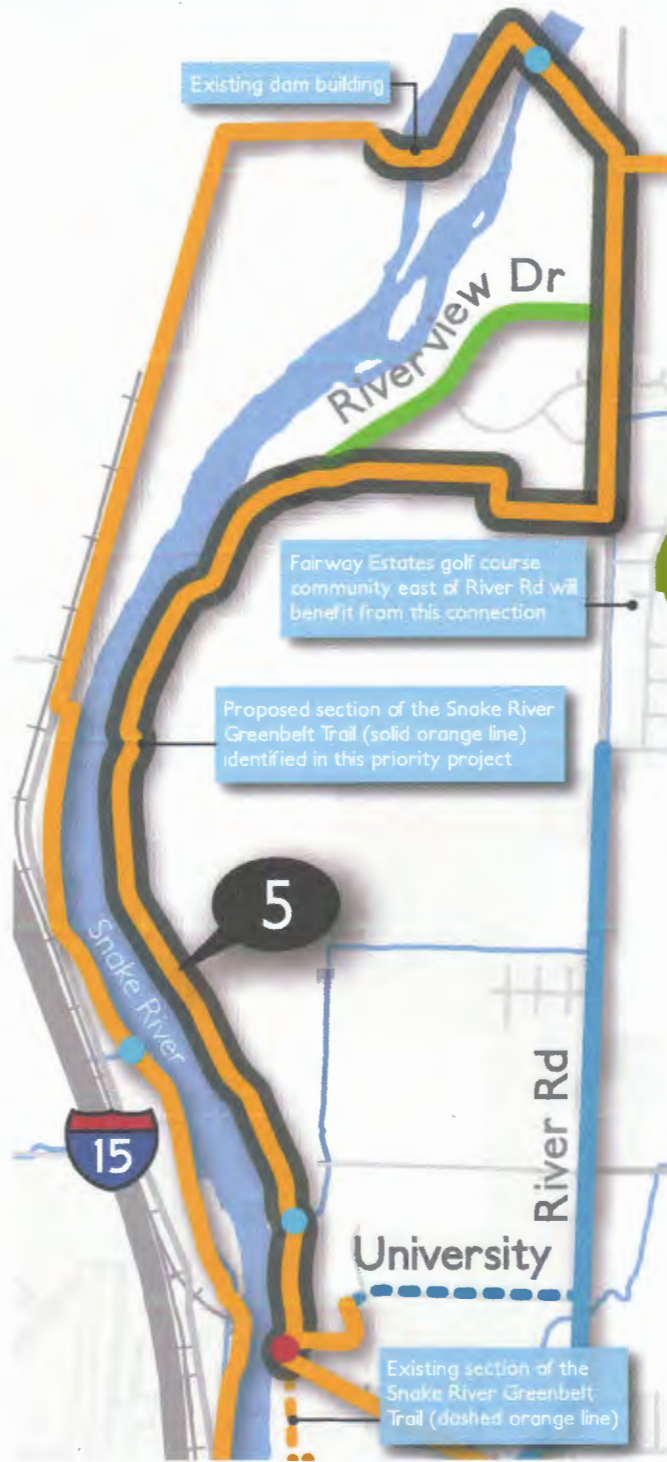 Existing dam building
Riverview Dr
Fairway Estates golf course
community east of River Rd will
benefit from this connection
Proposed section of the Snake River
Greenbelt Trail (solid orange line)
identified in this priority project
5
Snake River
15
River Rd
University
Existing section of the
Snake River Greenbelt
Trail (dashed orange line)